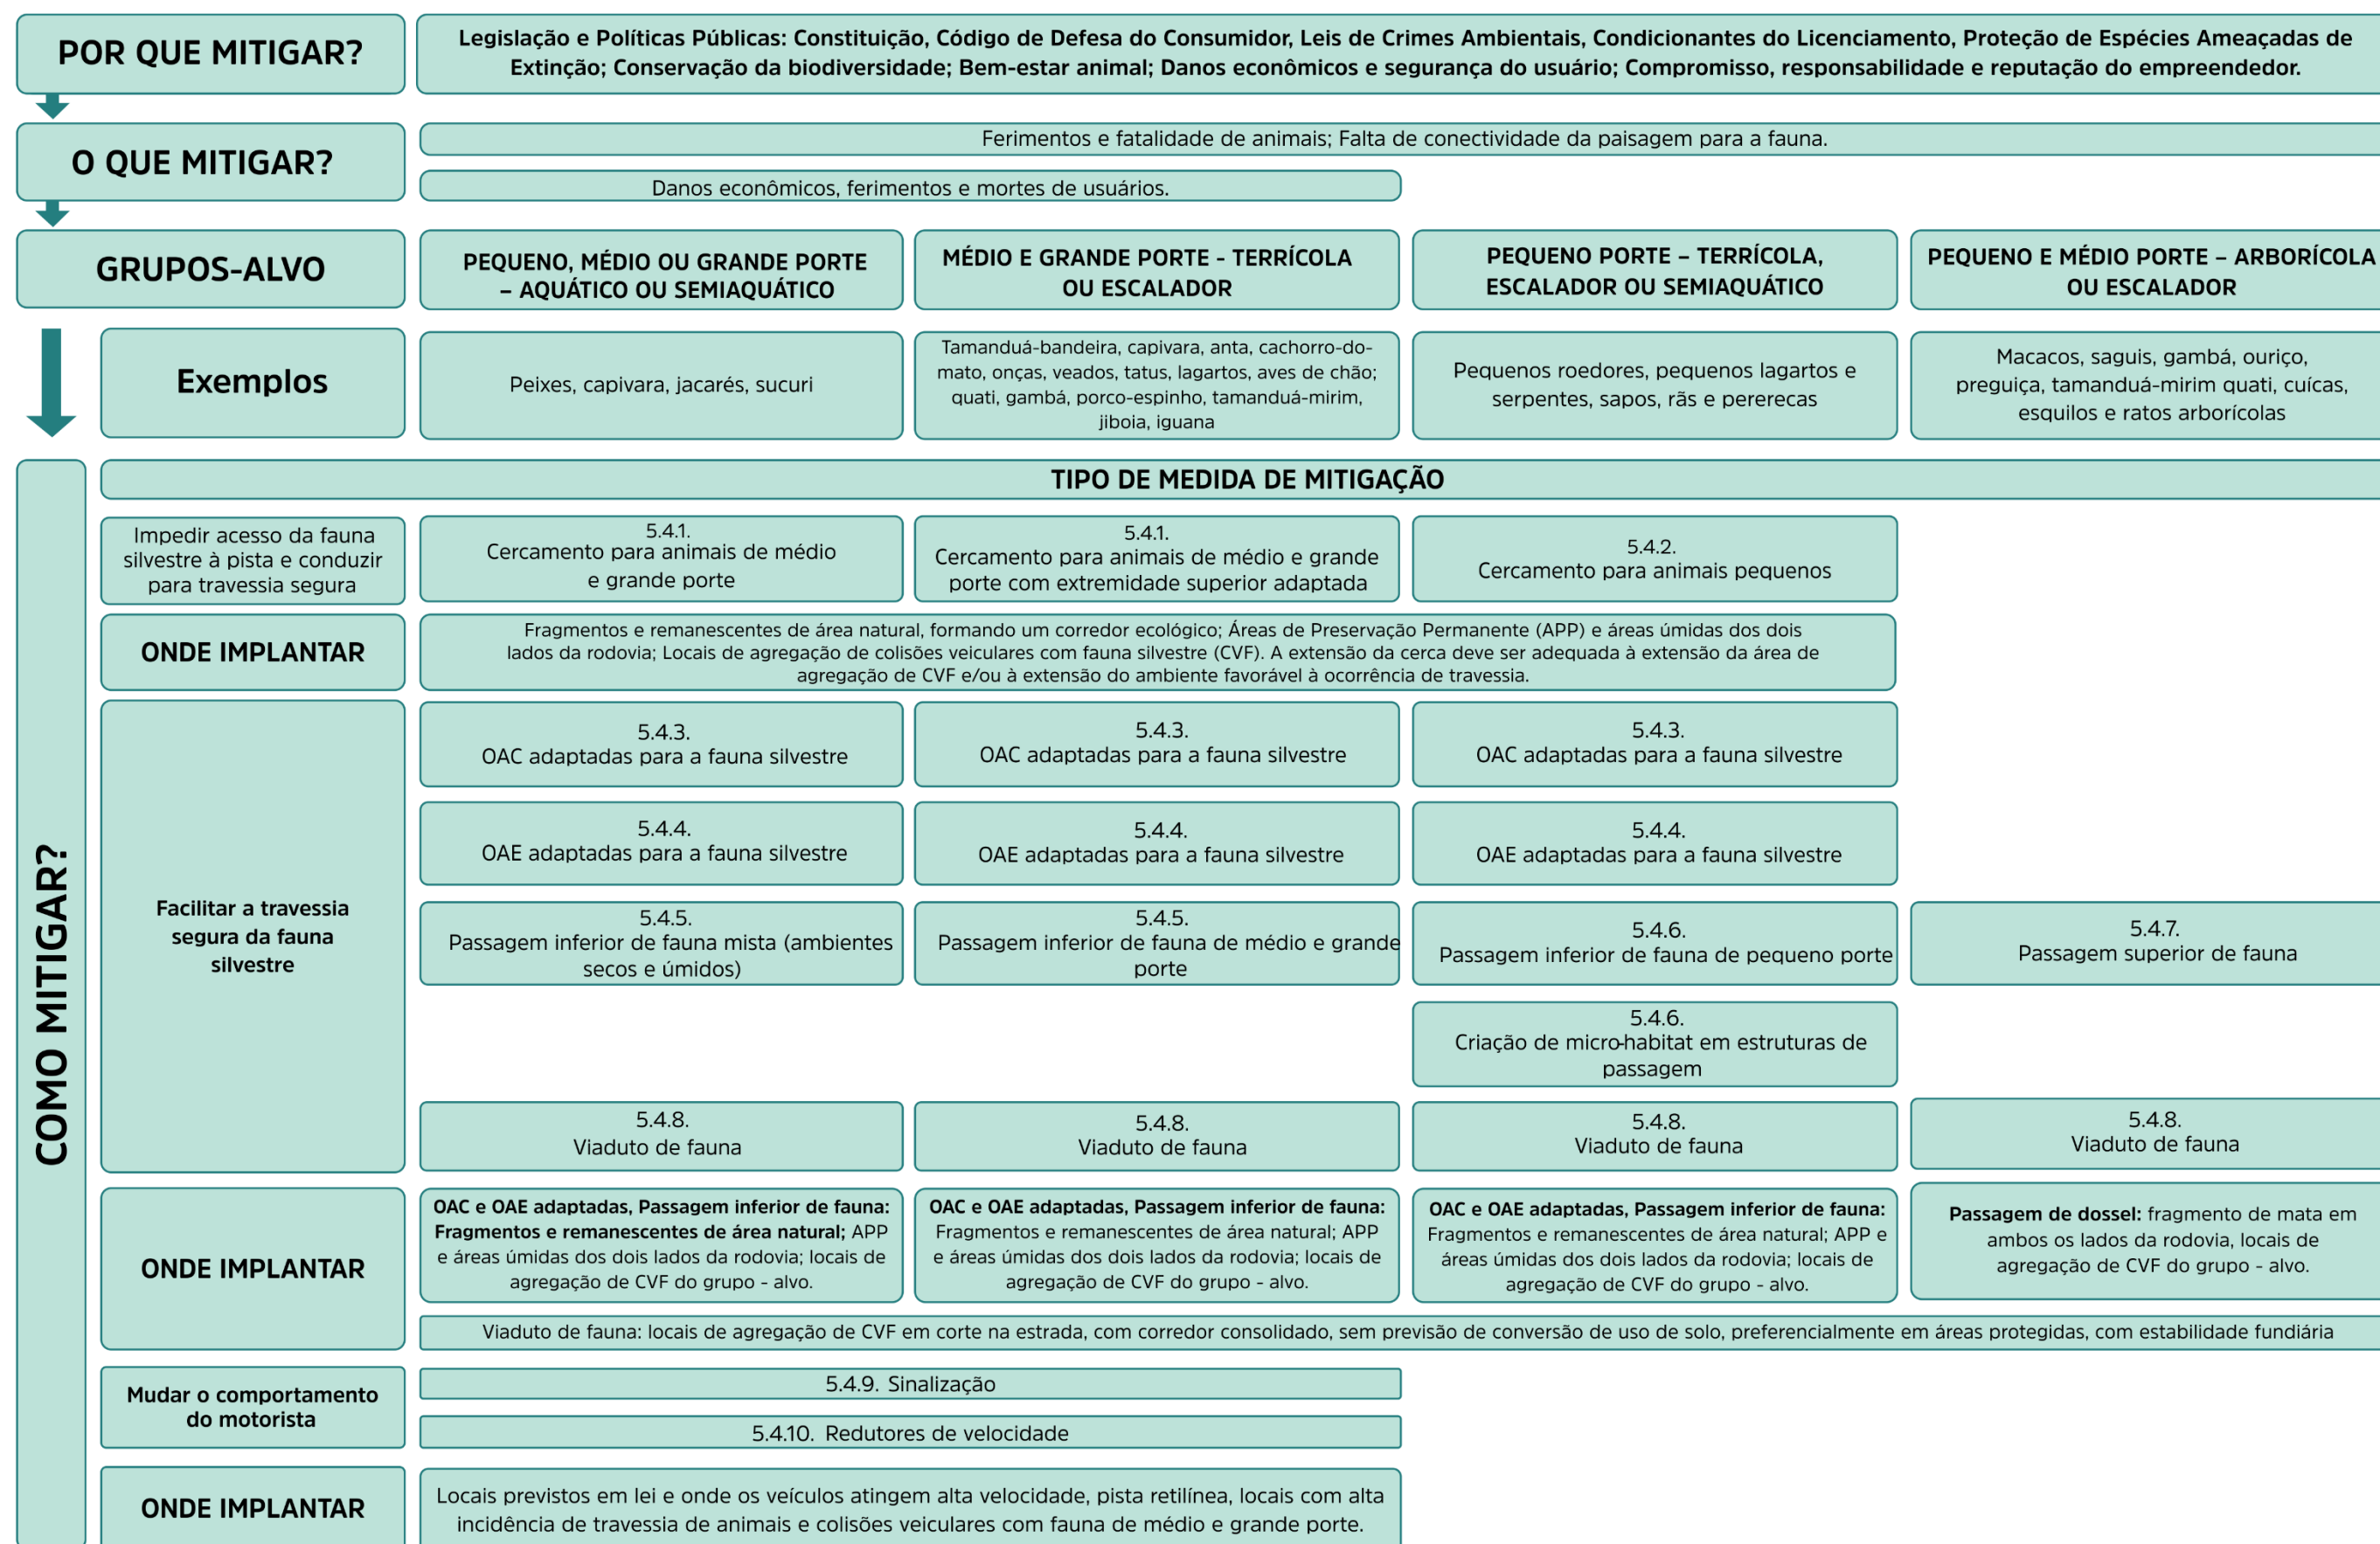 POR QUE MITIGAR?
Legislação e Políticas Públicas: Constituição, Código de Defesa do Consumidor, Leis de Crimes Ambientais, Condicionantes do Licenciamento, Proteção de Espécies Ameaçadas de
Extinção; Conservação da biodiversidade; Bem-estar animal; Danos econômicos e segurança do usuário; Compromisso, responsabilidade e reputação do empreendedor.
O QUE MITIGAR?
Ferimentos e fatalidade de animais; Falta de conectividade da paisagem para a fauna.
Danos econômicos, ferimentos e mortes de usuários.
GRUPOS-ALVO
PEQUENO, MÉDIO OU GRANDE PORTE
– AQUÁTICO OU SEMIAQUÁTICO
MÉDIO E GRANDE PORTE - TERRÍCOLA
OU ESCALADOR
PEQUENO PORTE – TERRÍCOLA,
ESCALADOR OU SEMIAQUÁTICO
PEQUENO E MÉDIO PORTE – ARBORÍCOLA
OU ESCALADOR
Exemplos
Peixes, capivara, jacarés, sucuri
Tamanduá-bandeira, capivara, anta, cachorro-do-
mato, onças, veados, tatus, lagartos, aves de chão;
quati, gambá, porco-espinho, tamanduá-mirim,
jiboia, iguana
Pequenos roedores, pequenos lagartos e
serpentes, sapos, rãs e pererecas
Macacos, saguis, gambá, ouriço,
preguiça, tamanduá-mirim quati, cuícas,
esquilos e ratos arborícolas
COMO MITIGAR?
TIPO DE MEDIDA DE MITIGAÇÃO
Impedir acesso da fauna
silvestre à pista e conduzir
para travessia segura
5.4.1.
Cercamento para animais de médio
e grande porte
5.4.1.
Cercamento para animais de médio e grande
porte com extremidade superior adaptada
5.4.2.
Cercamento para animais pequenos
ONDE IMPLANTAR
Fragmentos e remanescentes de área natural, formando um corredor ecológico; Áreas de Preservação Permanente (APP) e áreas úmidas dos dois
lados da rodovia; Locais de agregação de colisões veiculares com fauna silvestre (CVF). A extensão da cerca deve ser adequada à extensão da área de
agregação de CVF e/ou à extensão do ambiente favorável à ocorrência de travessia.
Facilitar a travessia
segura da fauna
silvestre
5.4.3.
OAC adaptadas para a fauna silvestre
5.4.3.
OAC adaptadas para a fauna silvestre
5.4.3.
OAC adaptadas para a fauna silvestre
5.4.4.
OAE adaptadas para a fauna silvestre
5.4.4.
OAE adaptadas para a fauna silvestre
5.4.4.
OAE adaptadas para a fauna silvestre
5.4.5.
Passagem inferior de fauna mista (ambientes
secos e úmidos)
5.4.5.
Passagem inferior de fauna de médio e grande
porte
5.4.6.
Passagem inferior de fauna de pequeno porte
5.4.7.
Passagem superior de fauna
5.4.6.
Criação de micro-habitat em estruturas de
passagem
5.4.8.
Viaduto de fauna
5.4.8.
Viaduto de fauna
5.4.8.
Viaduto de fauna
5.4.8.
Viaduto de fauna
ONDE IMPLANTAR
OAC e OAE adaptadas, Passagem inferior de fauna:
Fragmentos e remanescentes de área natural; APP
e áreas úmidas dos dois lados da rodovia; locais de
agregação de CVF do grupo - alvo.
OAC e OAE adaptadas, Passagem inferior de fauna:
Fragmentos e remanescentes de área natural; APP
e áreas úmidas dos dois lados da rodovia; locais de
agregação de CVF do grupo - alvo.
OAC e OAE adaptadas, Passagem inferior de fauna:
Fragmentos e remanescentes de área natural; APP e
áreas úmidas dos dois lados da rodovia; locais de
agregação de CVF do grupo - alvo.
Passagem de dossel: fragmento de mata em
ambos os lados da rodovia, locais de
agregação de CVF do grupo - alvo.
Viaduto de fauna: locais de agregação de CVF em corte na estrada, com corredor consolidado, sem previsão de conversão de uso de solo, preferencialmente em áreas protegidas, com estabilidade fundiária
Mudar o comportamento
do motorista
5.4.9. Sinalização
5.4.10. Redutores de velocidade
ONDE IMPLANTAR
Locais previstos em lei e onde os veículos atingem alta velocidade, pista retilínea, locais com alta
incidência de travessia de animais e colisões veiculares com fauna de médio e grande porte.